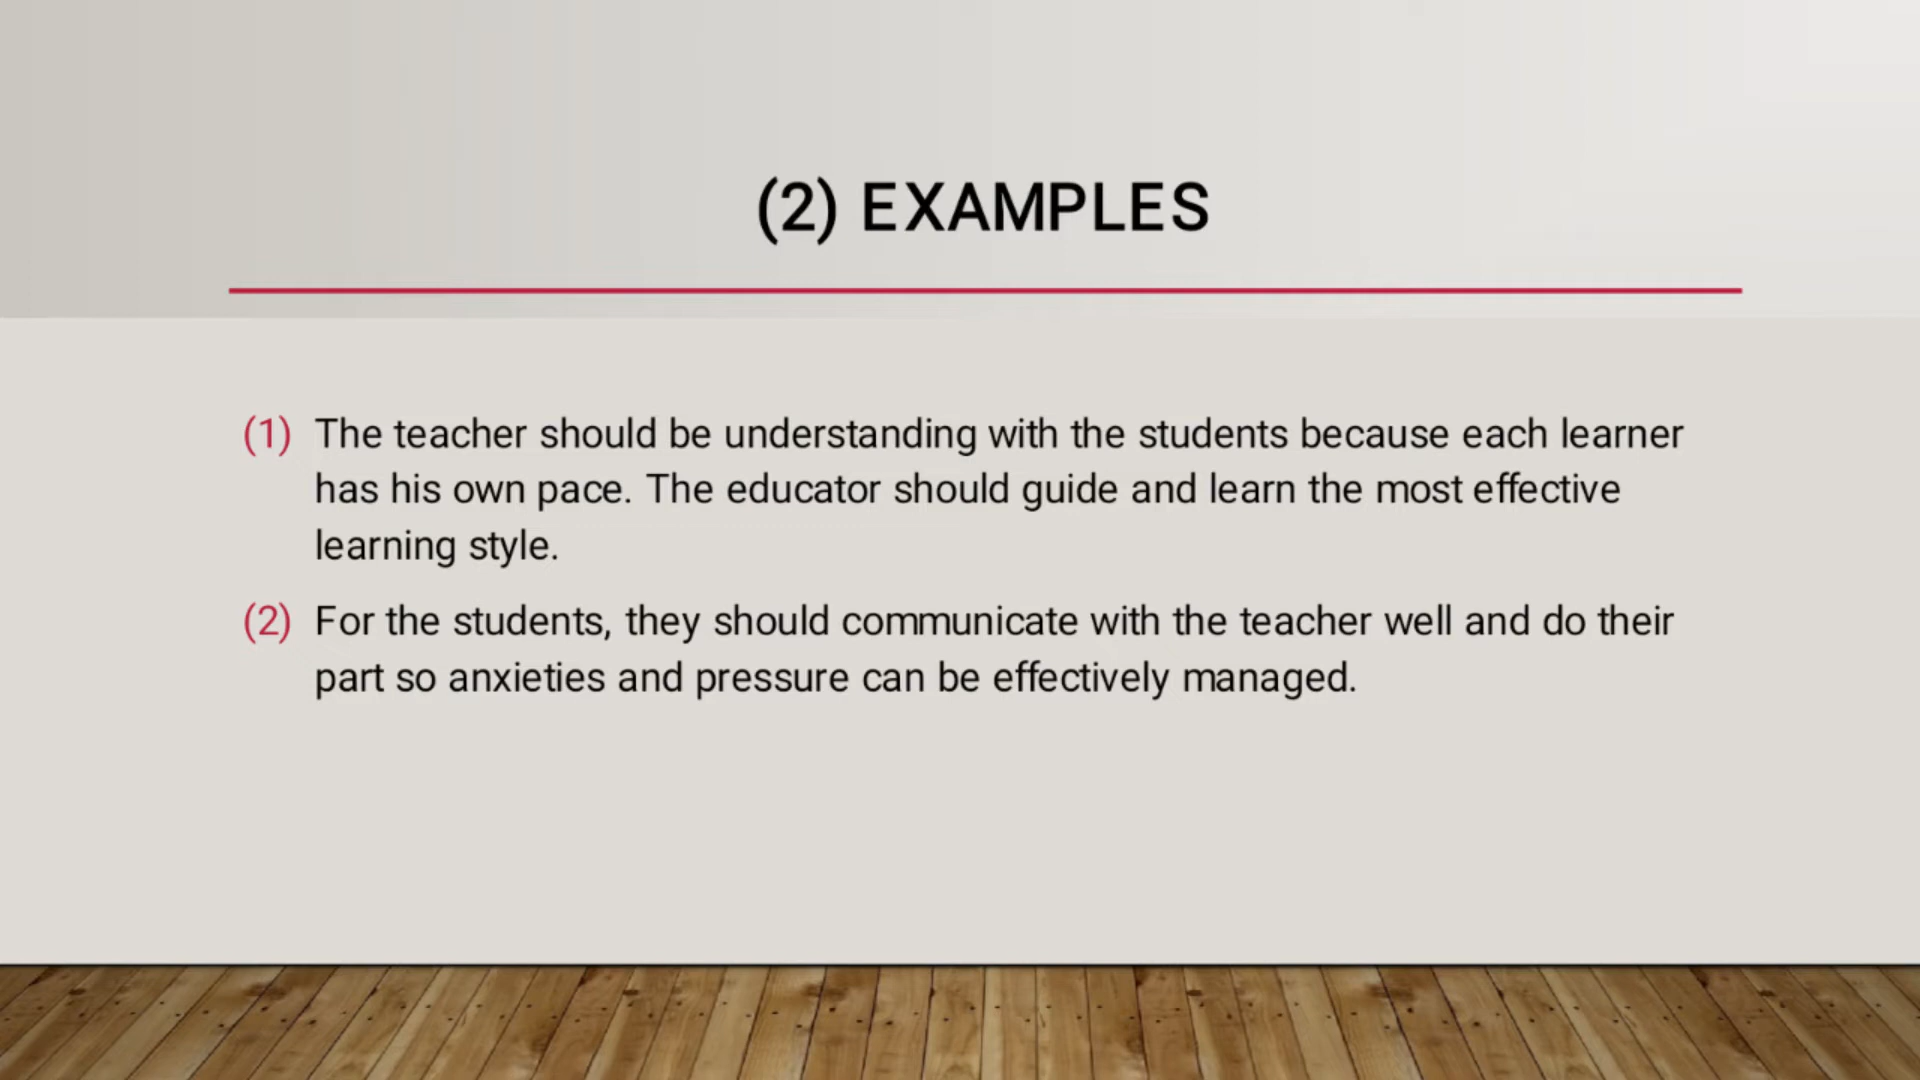 (2) EXAMPLES
(1) The teacher should be understanding with the students because each learner
has his own pace. The educator should guide and learn the most effective
learning style.
(2) For the students, they should communicate with the teacher well and do their
part so anxieties and pressure can be effectively managed.